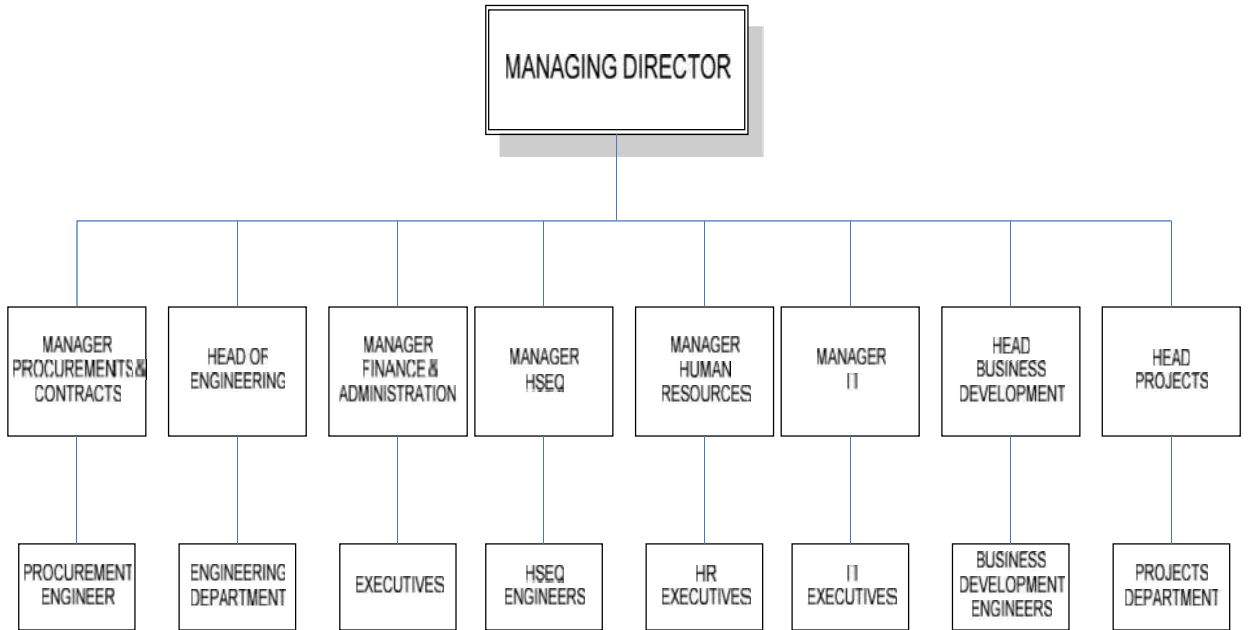 MANAGING DIRECTOR
MANAGER
PROCUREMENTS &
CONTRACTS
HEAD OF
ENGINEERING
MANAGER
FINANCE &
ADMINISTRATION
MANAGER
HSEQ
MANAGER
HUMAN
RESOURCES
MANAGER
IT
HEAD
BUSINESS
DEVELOPMENT
HEAD
PROJECTS
PROCUREMENT
ENGINEER
ENGINEERING
DEPARTMENT
EXECUTIVES
HSEQ
ENGINEERS
HR
EXECUTIVES
IT
EXECUTIVES
BUSINESS
DEVELOPMENT
ENGINEERS
PROJECTS
DEPARTMENT